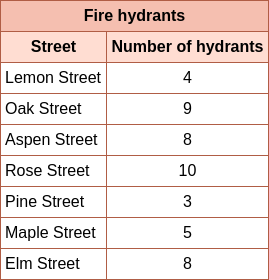 Fire hydrants
Street Number of hydrants
Lemon Street 4
Oak Street 9
Aspen Street 8
Rose Street 10
Pine Street 3
Maple Street 5
Elm Street 8